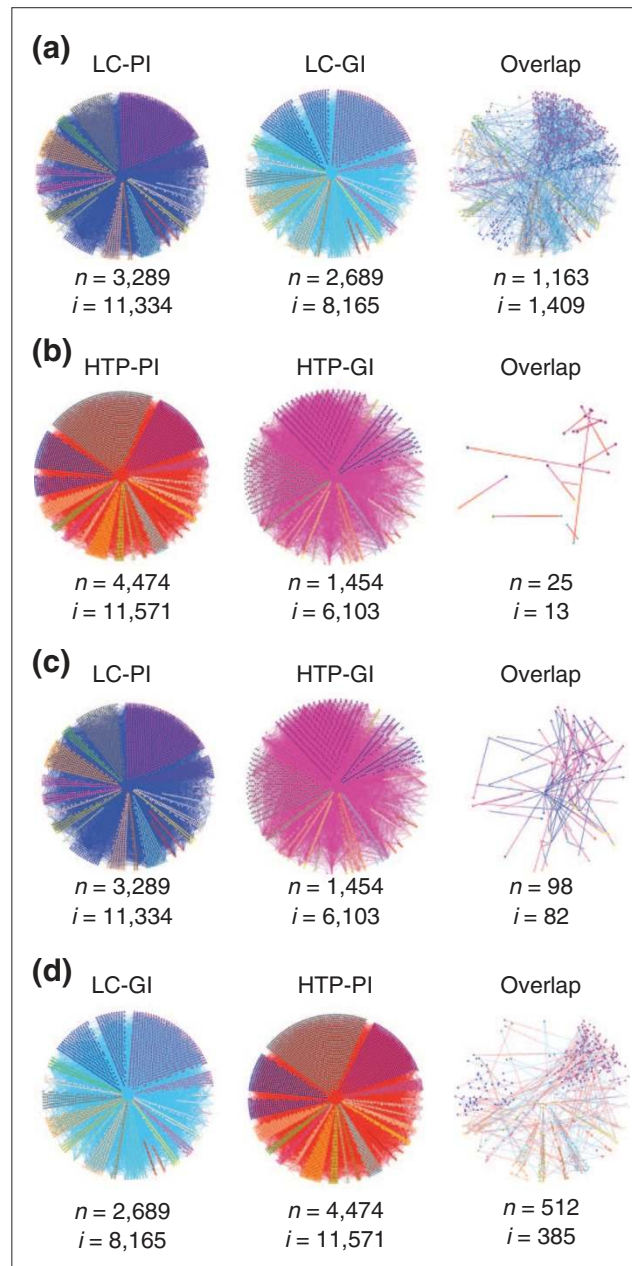 (a)
LC-PI LC-GI Overlap
n = 3,289 n = 2,689 n = 1,163
i = 11,334 i = 8,165 i = 1,409
(b)
HTP-PI HTP-GI Overlap
n = 4,474 n = 1,454 n = 25
i = 11,571 i = 6,103 i = 13
(c)
LC-PI HTP-GI Overlap
n = 3,289 n = 1,454 n = 98
i = 11,334 i = 6,103 i = 82
(d)
LC-GI HTP-PI Overlap
n = 2,689 n = 4,474 n = 512
i = 8,165 i = 11,571 i = 385